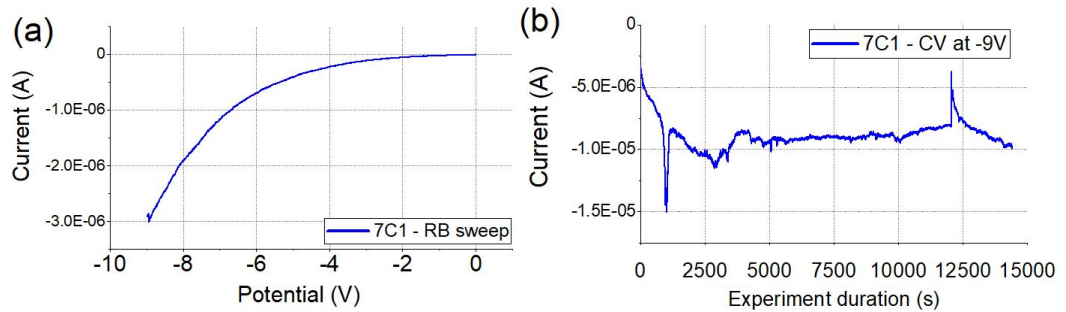 (a)
0
-1.0E-06
-2.0E-06
-3.0E-06
Current (A)
7C1 - RB sweep
-10 -8 -6 -4 -2 0
Potential (V)
(b)
0
-5.0E-06
-1.0E-05
-1.5E-05
Current (A)
7C1 - CV at -9V
0 2500 5000 7500 10000 12500 15000
Experiment duration (s)